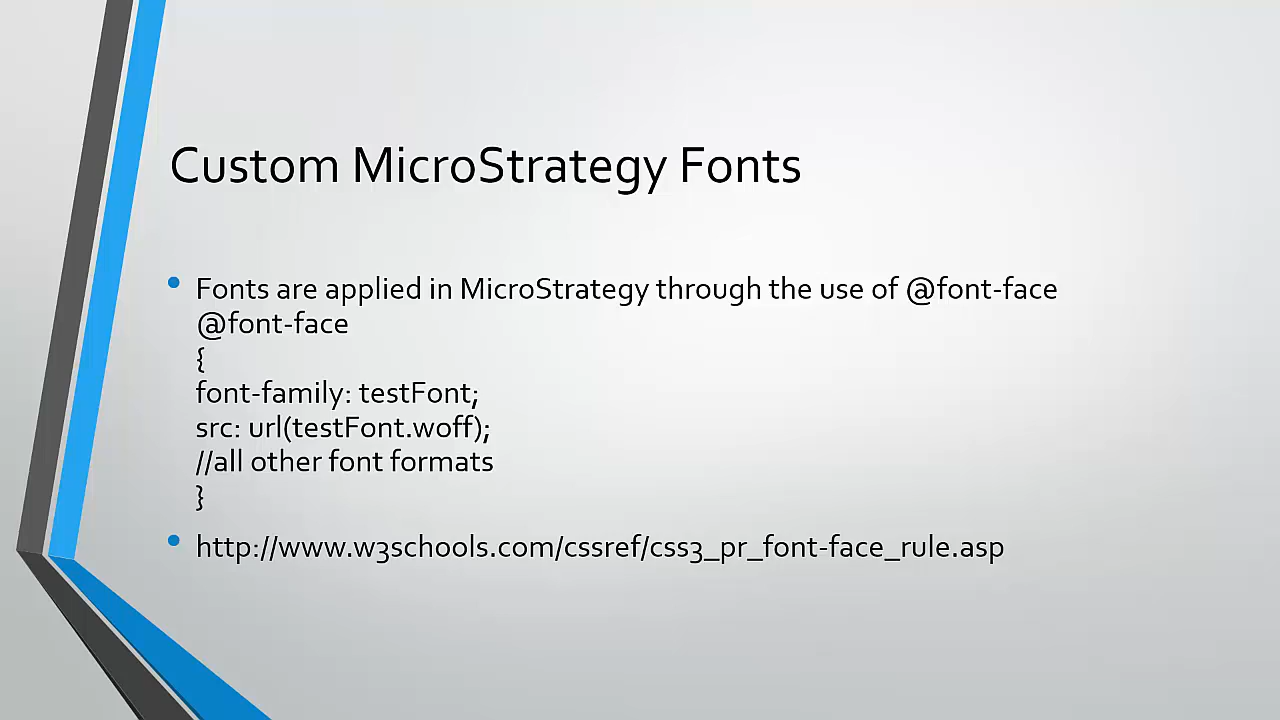 Custom MicroStrategy Fonts
• Fonts are applied in MicroStrategy through the use of @font-face
@font-face
{
font-family: testFont;
src: url(testFont.woff);
//all other font formats
}
• http://www.w3schools.com/cssref/css3_pr_font-face_rule.asp